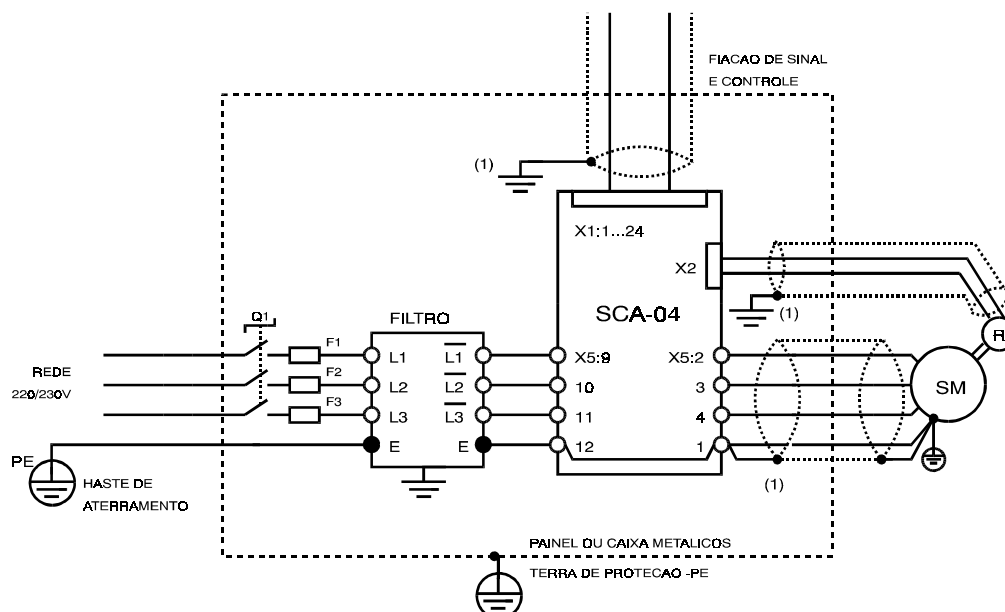 FIACAO DE SINAL
E CONTROLE
(1)
X1:1...24
X2
SCA-04
(1)
R
Q1
FILTRO
F1
L1
L1
X5:9
X5:2
REDE
F2
L2
L2
10
3
SM
220/230V
F3
L3
L3
11
4
E
E
12
1
PE
HASTE DE
ATERRAMENTO
(1)
PAINEL OU CAIXA METALICOS
TERRA DE PROTECAO -PE